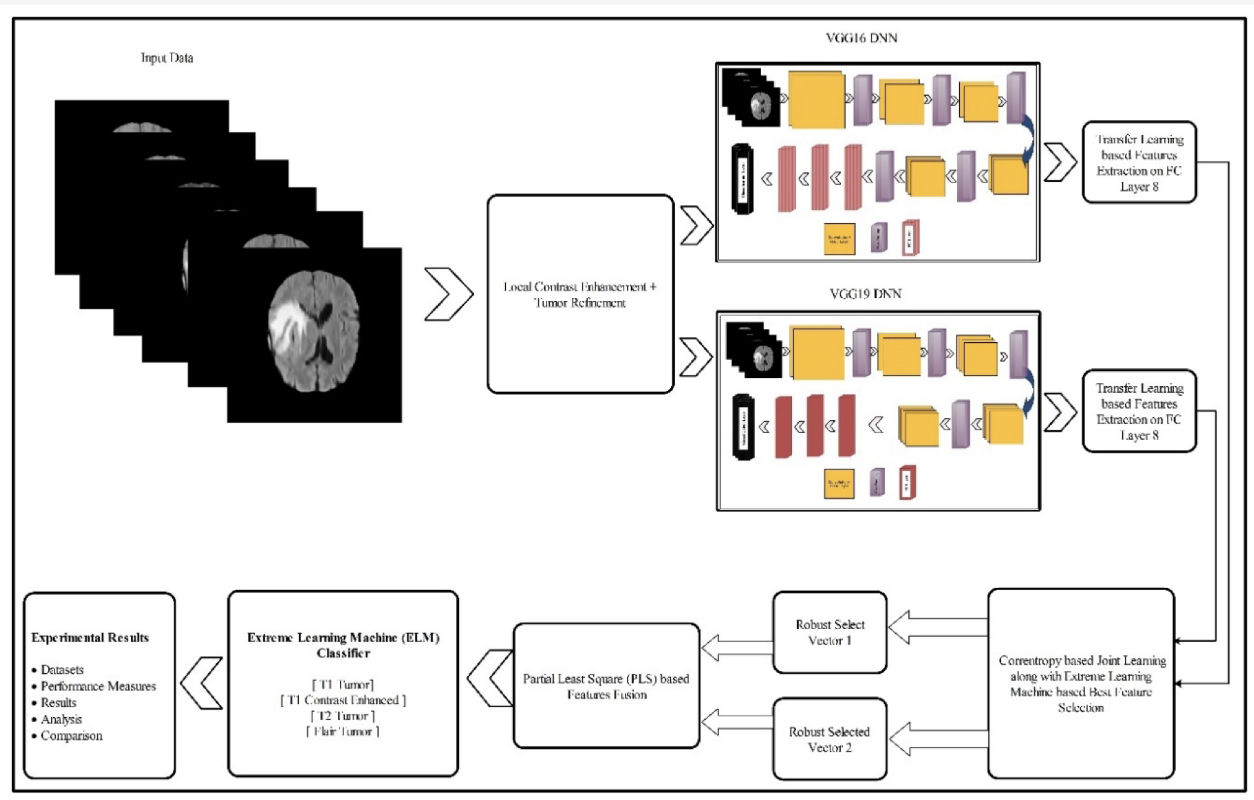 Input Data
VGG16 DNN
Transfer Learning
based Features
Extraction on FC
Layer 8
Local Contrast Enhancement +
Tumor Refinement
VGG19 DNN
Transfer Learning
based Features
Extraction on FC
Layer 8
Experimental Results
• Datasets
• Performance Measures
• Results
• Analysis
• Comparison
Extreme Learning Machine (ELM)
Classifier
[ T1 Tumor]
[ T1 Contrast Enhanced ]
[ T2 Tumor ]
[ Flair Tumor ]
Partial Least Square (PLS) based
Features Fusion
Robust Select
Vector 1
Robust Selected
Vector 2
Correntropy based Joint Learning
along with Extreme Learning
Machine based Best Feature
Selection